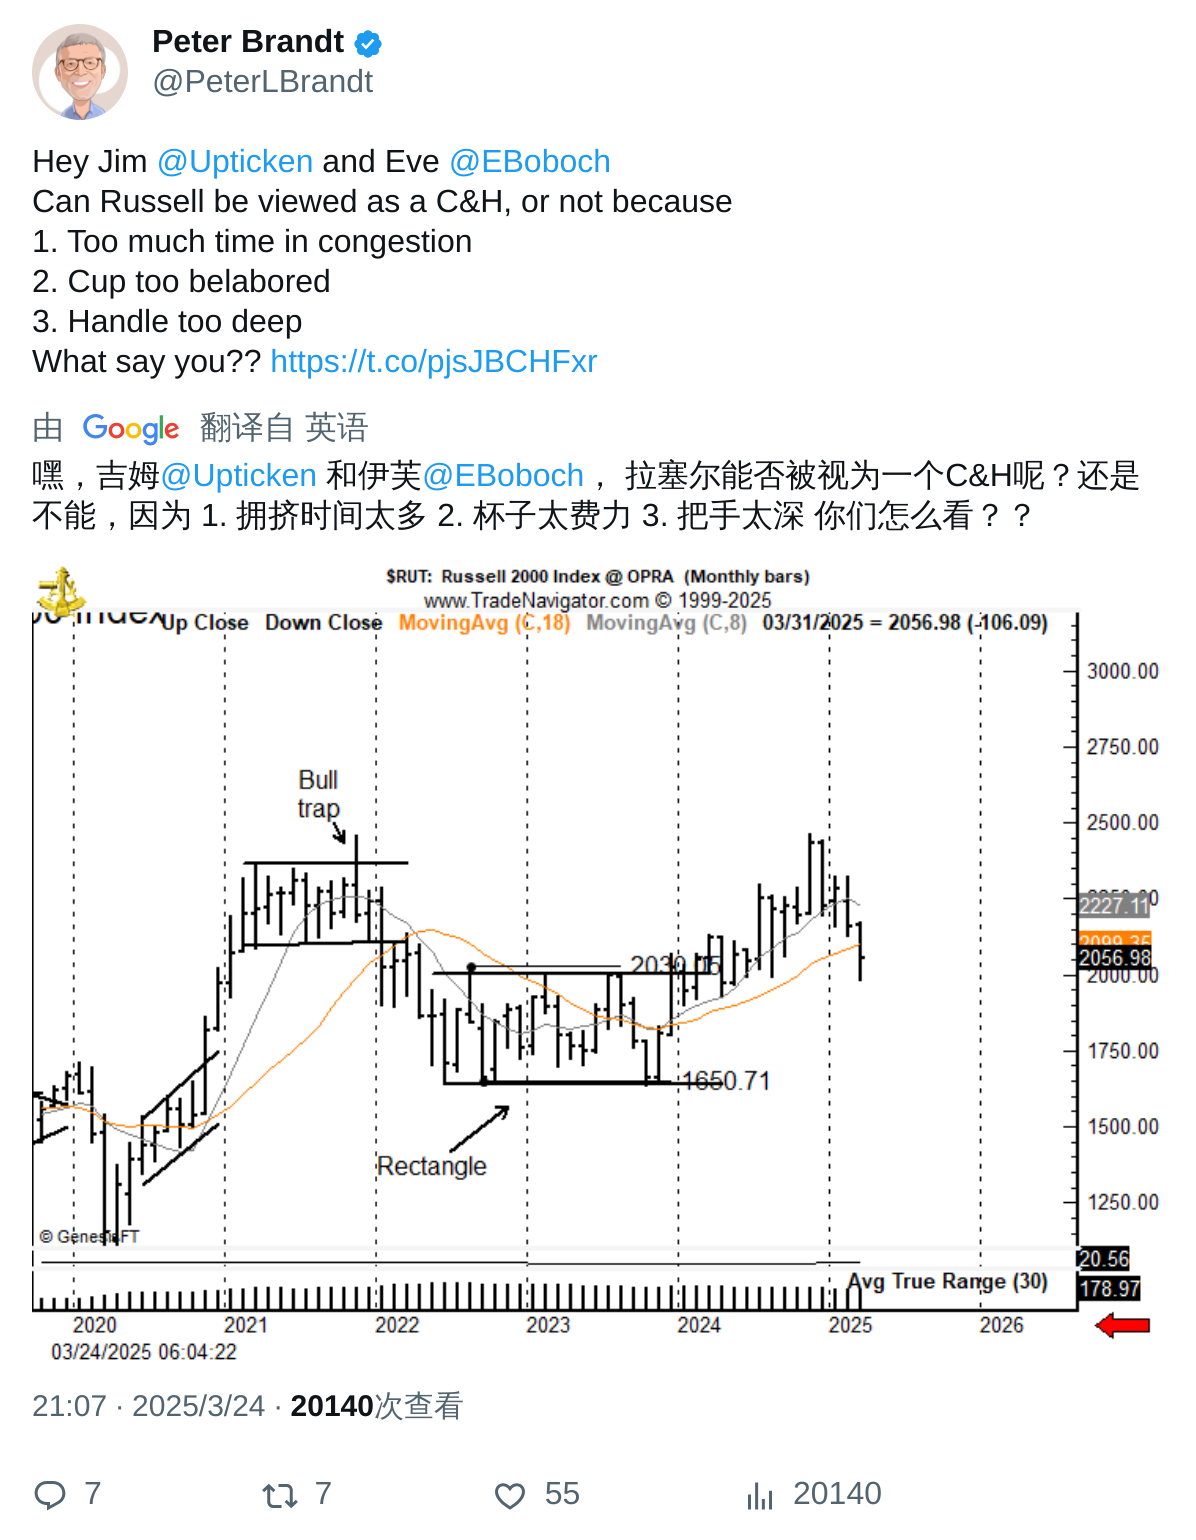 Peter Brandt
@PeterLBrandt
Hey Jim @Upticken and Eve @EBoboch
Can Russell be viewed as a C&H, or not because
1. Too much time in congestion
2. Cup too belabored
3. Handle too deep
What say you?? https://t.co/pjsJBCHFxr
由 Google 翻译自 英语
嘿，吉姆@Upticken 和伊芙@EBoboch， 拉塞尔能否被视为一个C&H呢？还是
不能，因为 1. 拥挤时间太多 2. 杯子太费力 3. 把手太深 你们怎么看？？
$RUT: Russell 2000 Index @ OPRA (Monthly bars)
www.TradeNavigator.com © 1999-2025
Up Close Down Close MovingAvg (C,18) MovingAvg (C,8) 03/31/2025 = 2056.98 (-106.09)
3000.00
2750.00
Bull
trap
2500.00
2227.11
2099.35
2056.98
2030.05
2000.00
1750.00
1650.71
1500.00
Rectangle
1250.00
© GenesisFT
20.56
Avg True Range (30)
178.97
2020 2021 2022 2023 2024 2025 2026
03/24/2025 06:04:22
21:07 · 2025/3/24 · 20140次查看
7 7 55 20140